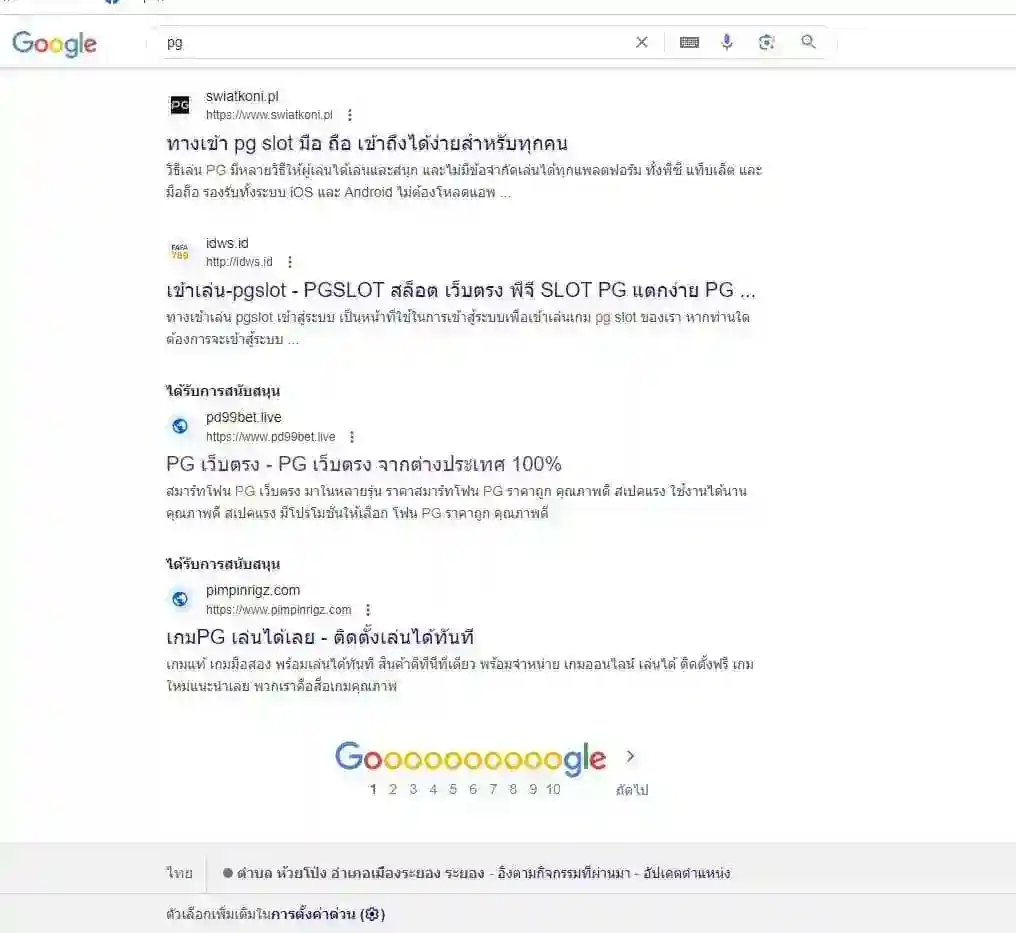 Google
pg
PG
swiatkoni.pl
https://www.swiatkoni.pl
ทางเข้า pg slot มือ ถือ เข้าถึงได้ง่ายสำหรับทุกคน
วิธีเล่น PG มีหลายวิธีให้ผู้เล่นได้เล่นและสนุก และไม่มีข้อจำกัดเล่นได้ทุกแพลตฟอร์ม ทั้งพีซี แท็บเล็ต และ
มือถือ รองรับทั้งระบบ iOS และ Android ไม่ต้องโหลดแอพ ...
FAFA
789
idws.id
http://idws.id
เข้าเล่น-pgslot - PGSLOT สล็อต เว็บตรง พีจี SLOT PG แตกง่าย PG ...
ทางเข้าเล่น pgslot เข้าสู่ระบบ เป็นหน้าที่ใช้ในการเข้าสู่ระบบเพื่อเข้าเล่นเกม pg slot ของเรา หากท่านใด
ต้องการจะเข้าสู่ระบบ ...
ได้รับการสนับสนุน
pd99bet.live
https://www.pd99bet.live
PG เว็บตรง - PG เว็บตรง จากต่างประเทศ 100%
สมาร์ทโฟน PG เว็บตรง มาในหลายรุ่น ราคาสมาร์ทโฟน PG ราคาถูก คุณภาพดี สเปคแรง ใช้งานได้นาน
คุณภาพดี สเปคแรง มีโปรโมชั่นให้เลือก โฟน PG ราคาถูก คุณภาพดี
ได้รับการสนับสนุน
pimpinrigz.com
https://www.pimpinrigz.com
เกมPG เล่นได้เลย - ติดตั้งเล่นได้ทันที
เกมแท้ เกมมือสอง พร้อมเล่นได้ทันที สินค้าดีที่นี่ที่เดียว พร้อมจำหน่าย เกมออนไลน์ เล่นได้ ติดตั้งฟรี เกม
ใหม่แนะนำเลย พวกเราคือสื่อเกมคุณภาพ
Goooooooooogle >
1 2 3 4 5 6 7 8 9 10 ถัดไป
ไทย ตำบล ห้วยโป่ง อำเภอเมืองระยอง ระยอง - อิงตามกิจกรรมที่ผ่านมา - อัปเดตตำแหน่ง
ตัวเลือกเพิ่มเติมในการตั้งค่าด่วน ()